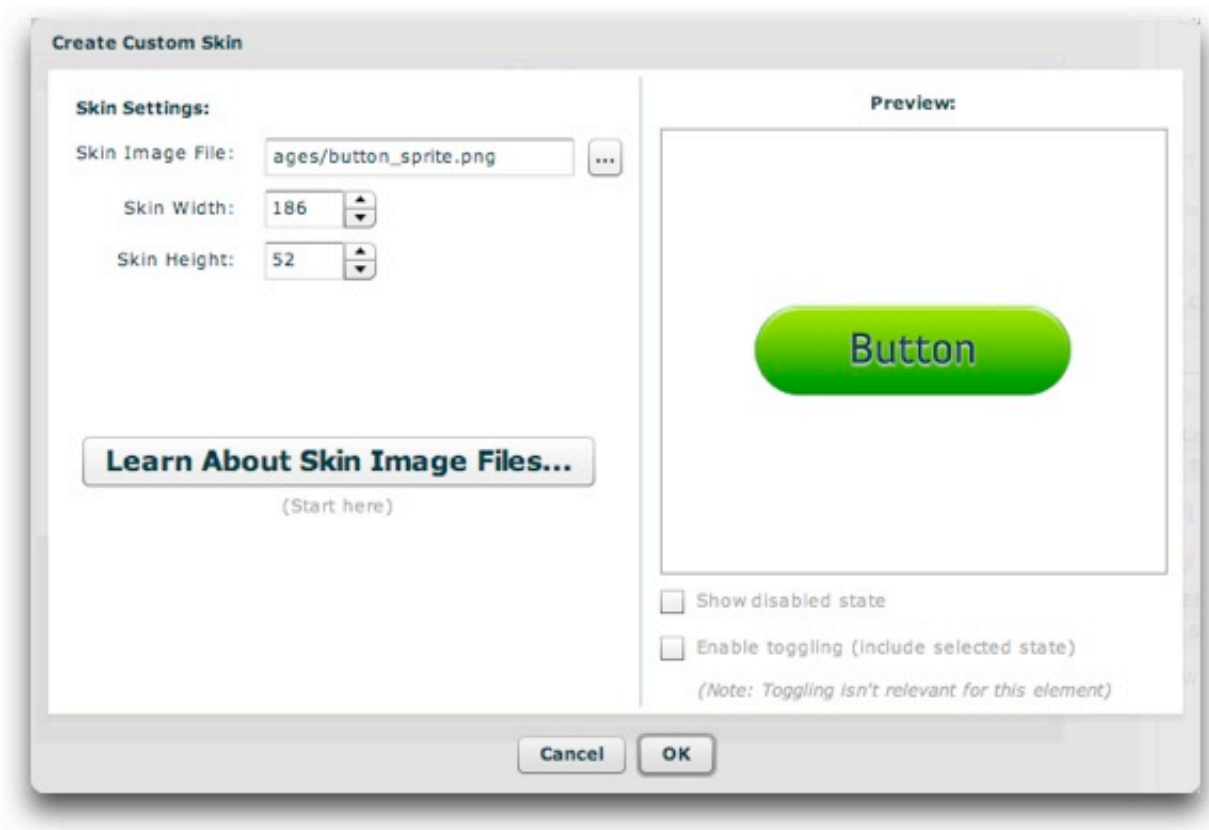 Create Custom Skin
Skin Settings:
Skin Image File: ages/button_sprite.png ...
Skin Width: 186
Skin Height: 52
Learn About Skin Image Files...
(Start here)
Preview:
Button
Show disabled state
Enable toggling (include selected state)
(Note: Toggling isn't relevant for this element)
Cancel OK